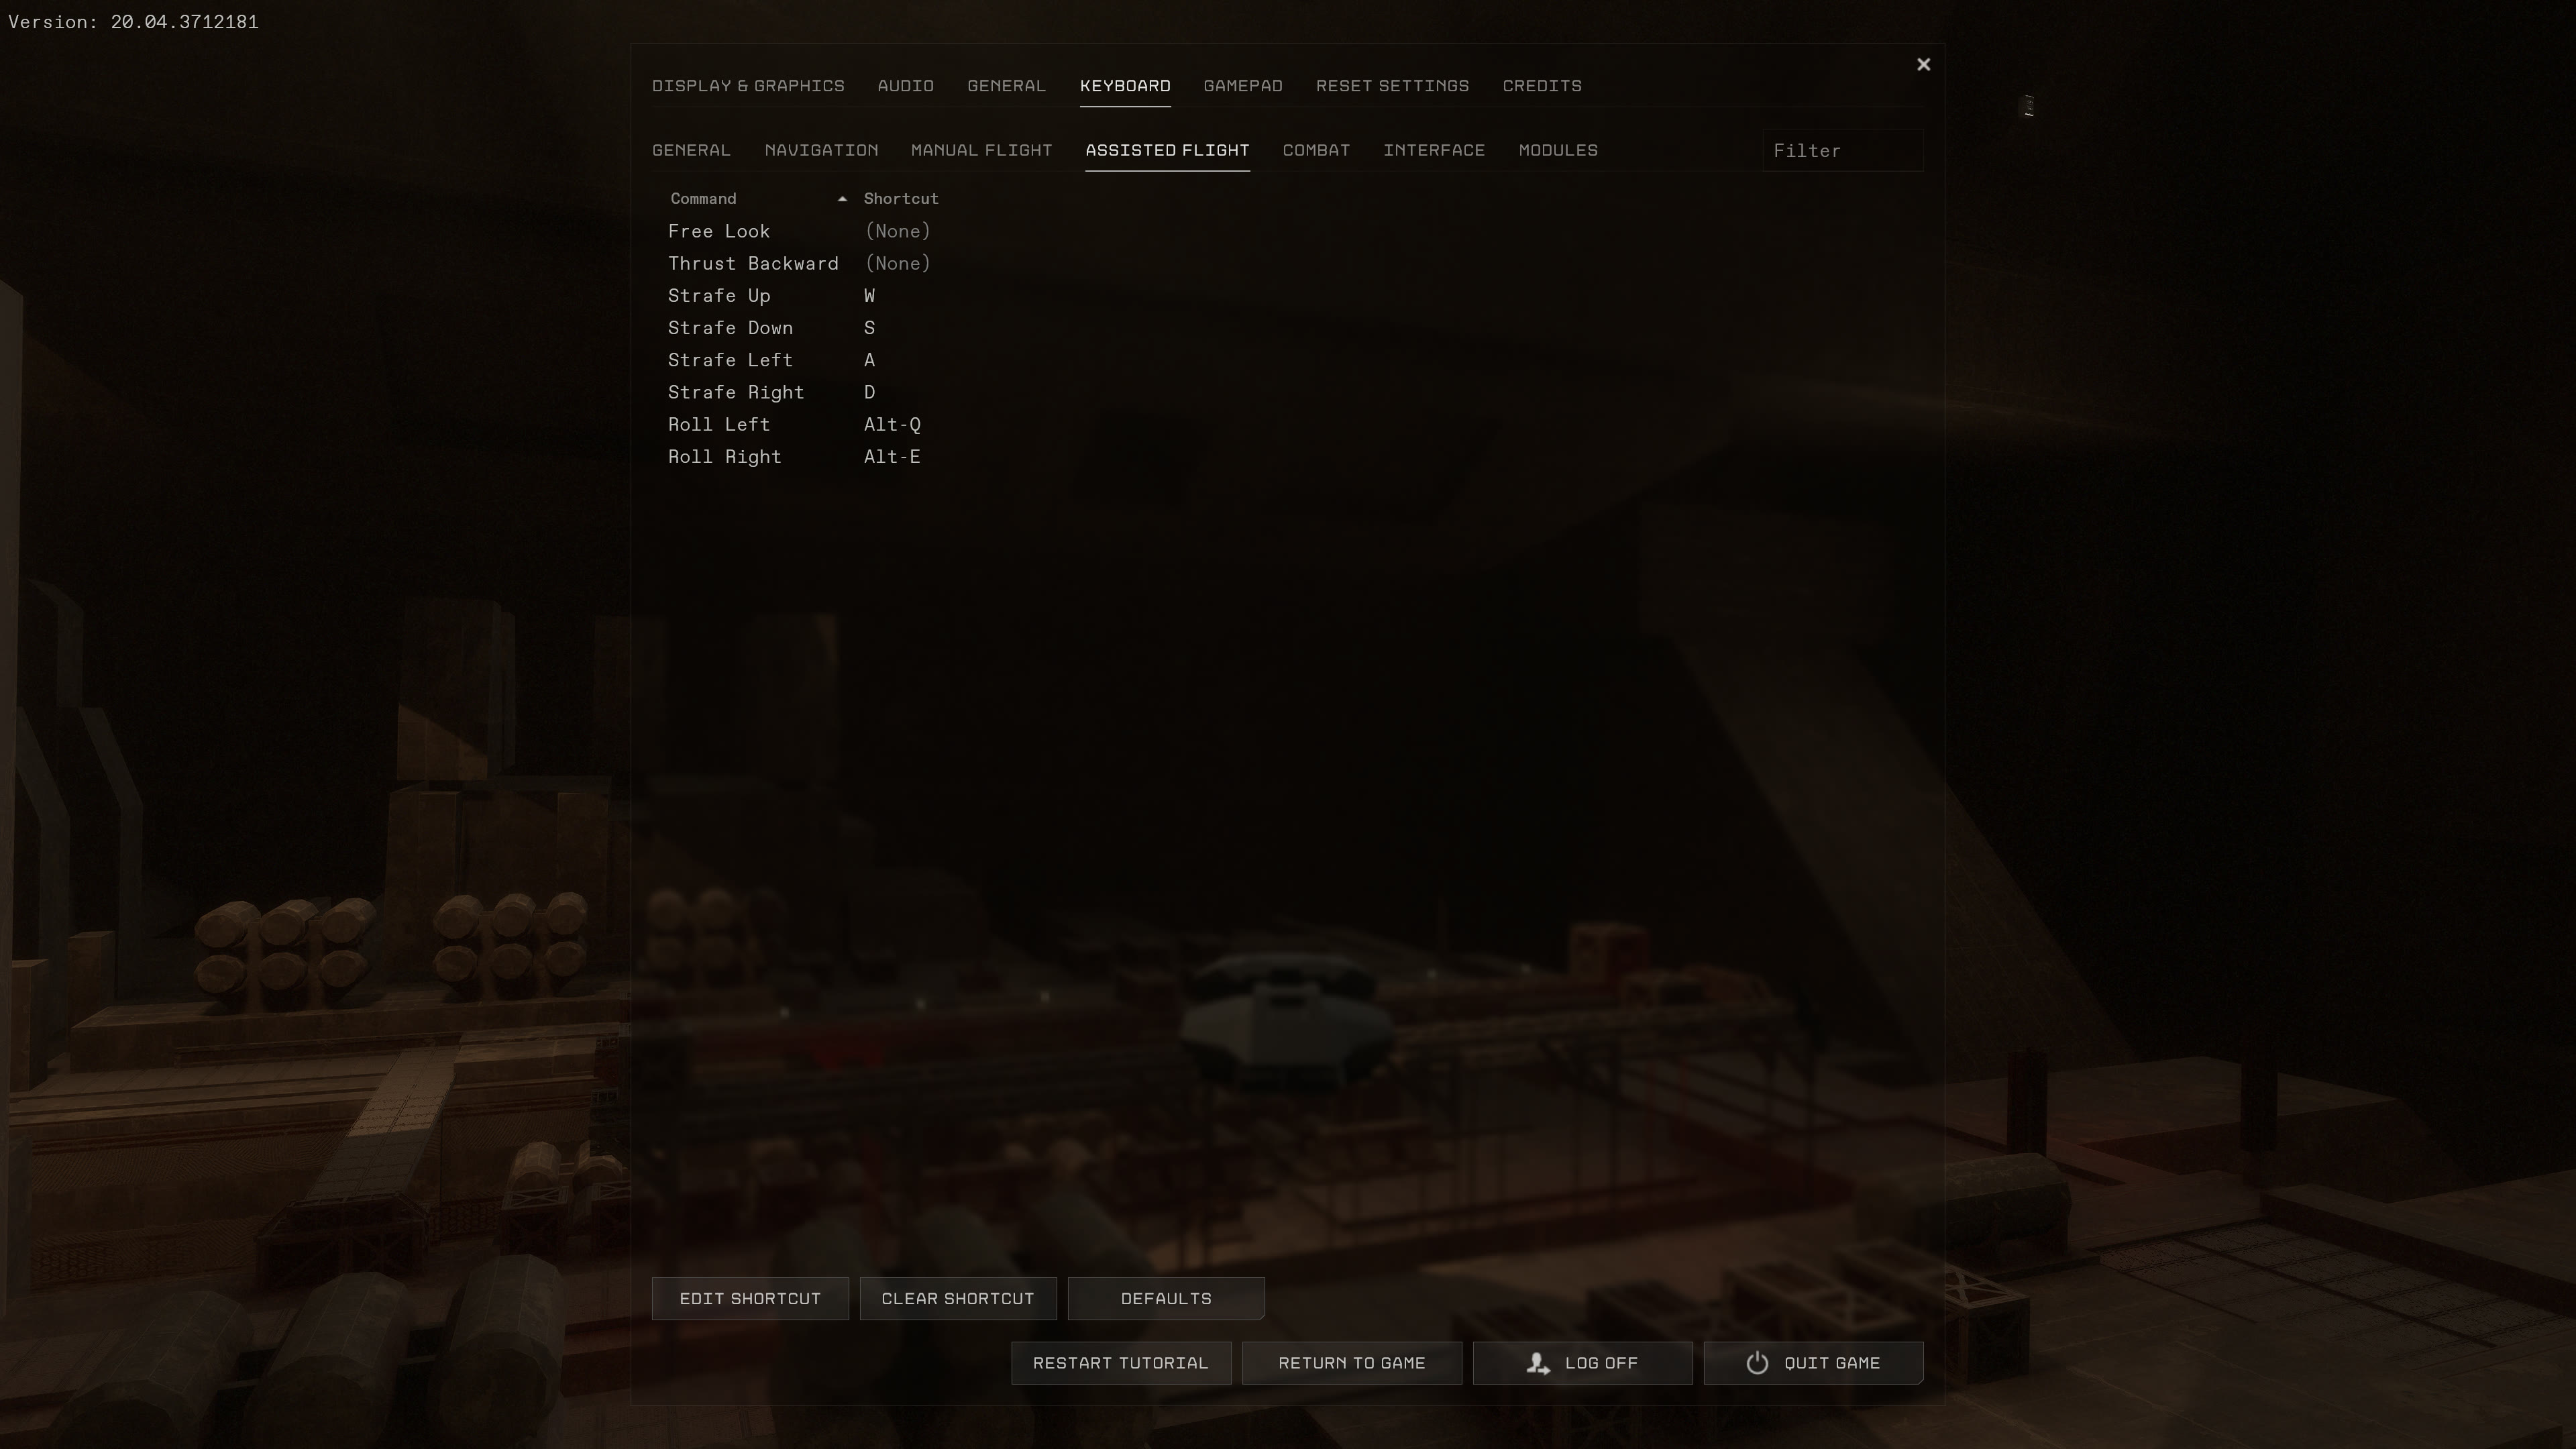 Version: 20.04.3712181
DISPLAY & GRAPHICS AUDIO GENERAL KEYBOARD GAMEPAD RESET SETTINGS CREDITS
GENERAL NAVIGATION MANUAL FLIGHT ASSISTED FLIGHT COMBAT INTERFACE MODULES Filter
Command Shortcut
Free Look (None)
Thrust Backward (None)
Strafe Up W
Strafe Down S
Strafe Left A
Strafe Right D
Roll Left Alt-Q
Roll Right Alt-E
EDIT SHORTCUT CLEAR SHORTCUT DEFAULTS
RESTART TUTORIAL RETURN TO GAME LOG OFF QUIT GAME